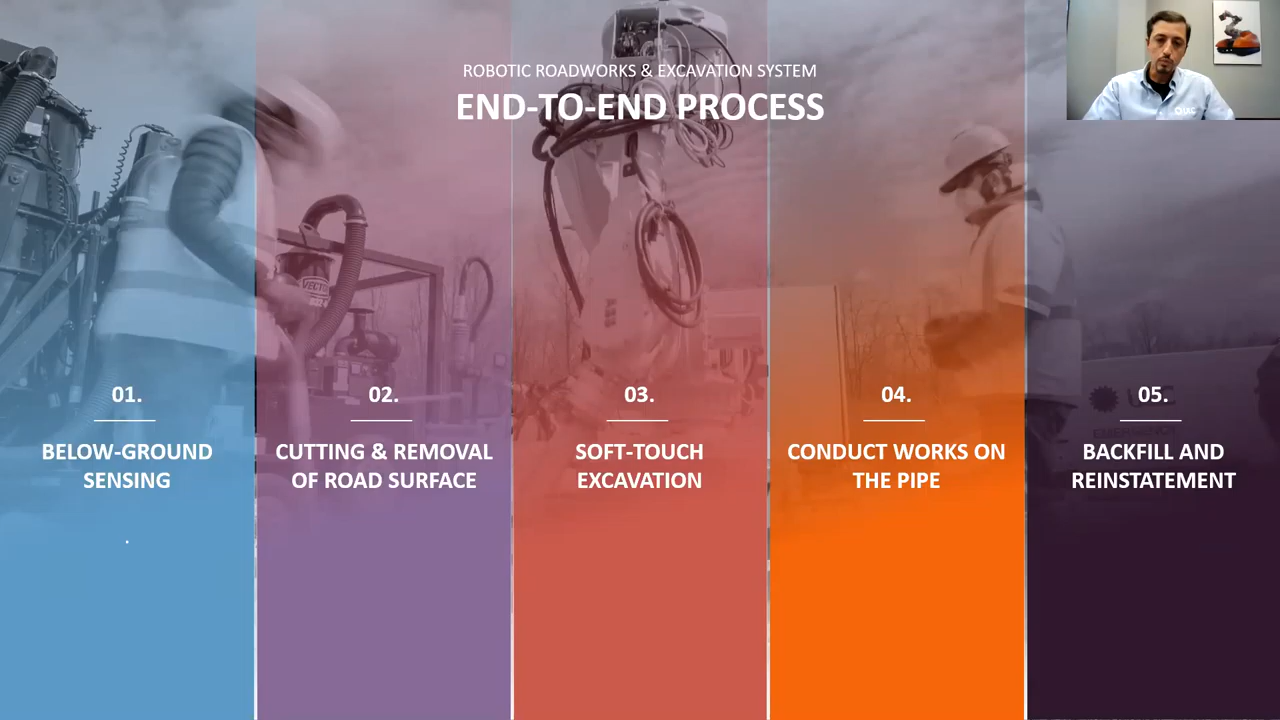 ROBOTIC ROADWORKS & EXCAVATION SYSTEM
END-TO-END PROCESS
01.
BELOW-GROUND
SENSING
.
02.
CUTTING & REMOVAL
OF ROAD SURFACE
03.
SOFT-TOUCH
EXCAVATION
04.
CONDUCT WORKS ON
THE PIPE
05.
BACKFILL AND
REINSTATEMENT